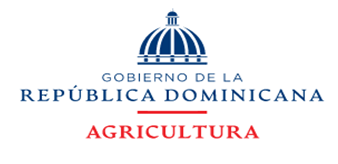 GOBIERNO DE LA
REPÚBLICA DOMINICANA
AGRICULTURA